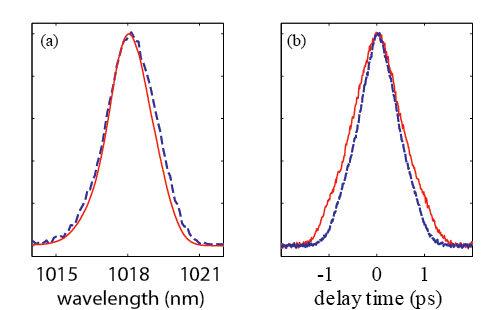 (a)
(b)
1015 1018 1021
-1 0 1
wavelength (nm)
delay time (ps)